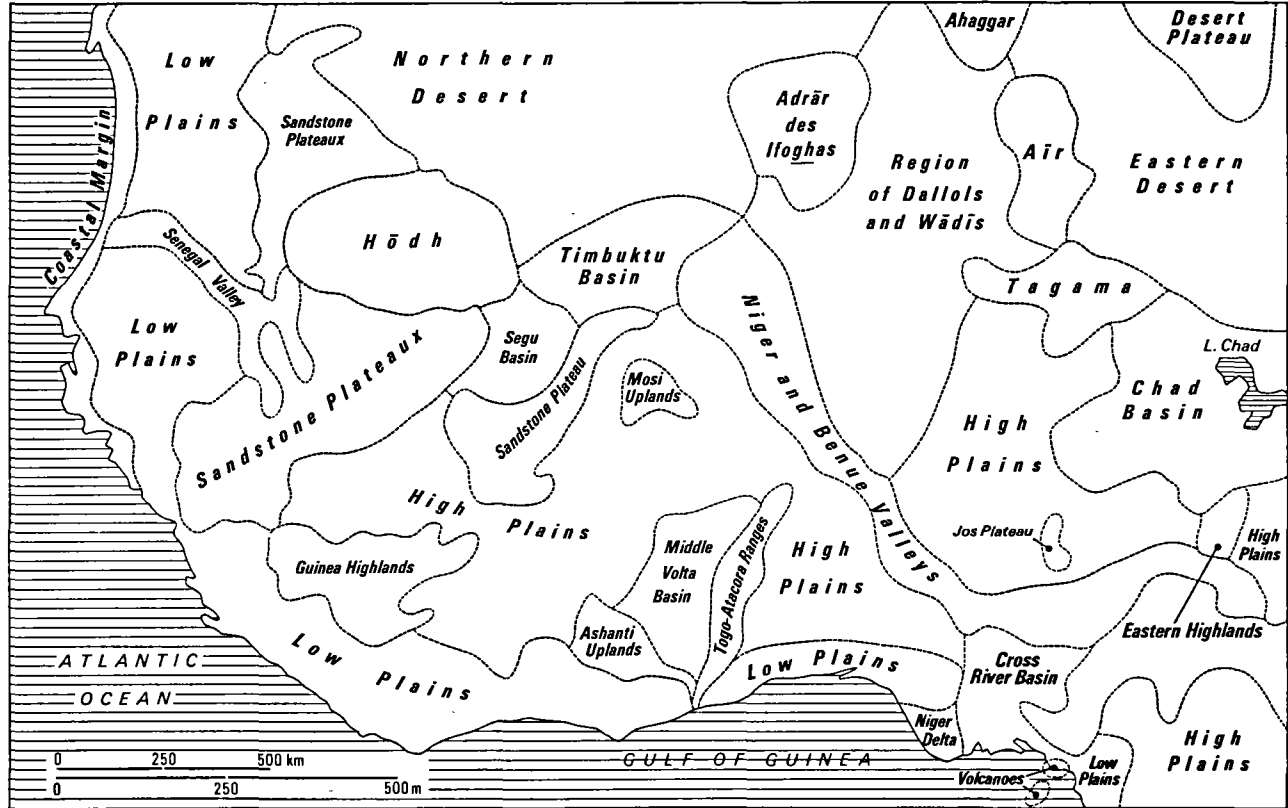 Ahaggar
Desert
Plateau
Low
Plains
Northern
Desert
Sandstone
Plateaux
Adrār
des
Ifoghas
Coastal Margin
Region
of Dallols
and Wādīs
Aīr
Eastern
Desert
Senegal
Valley
Hōdh
Timbuktu
Basin
Tagama
Low
Plains
Segu
Basin
Sandstone Plateaux
Sandstone Plateau
Mosi
Uplands
Niger and Benue Valleys
L. Chad
Chad
Basin
High
Plains
High
Plains
Jos Plateau
High
Plains
Guinea Highlands
Middle
Volta
Basin
Togo-Atacora Ranges
High
Plains
Eastern Highlands
Ashanti
Uplands
Low
Plains
Low Plains
Cross
River Basin
ATLANTIC
OCEAN
Niger
Delta
High
Plains
0 250 500 km
0 250 500 m
GULF OF GUINEA
Volcanoes
Low
Plains